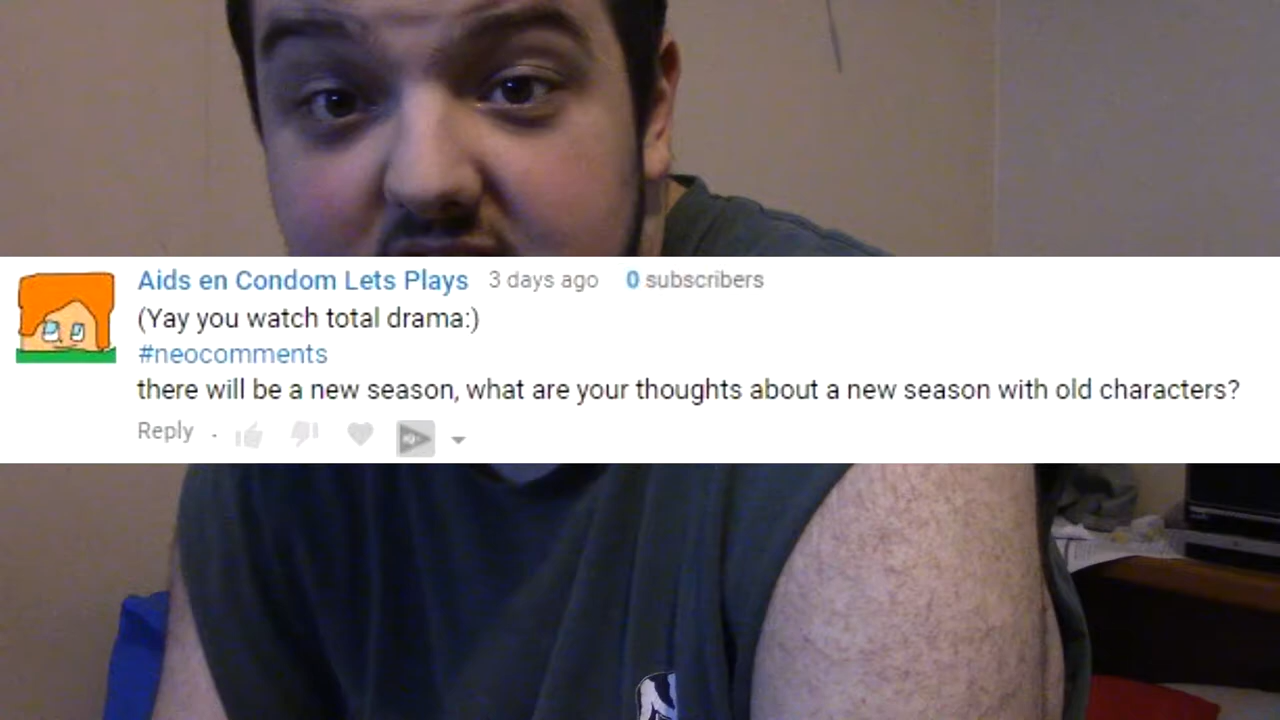 Aids en Condom Lets Plays 3 days ago 0 subscribers
(Yay you watch total drama:)
#neocomments
there will be a new season, what are your thoughts about a new season with old characters?
Reply .